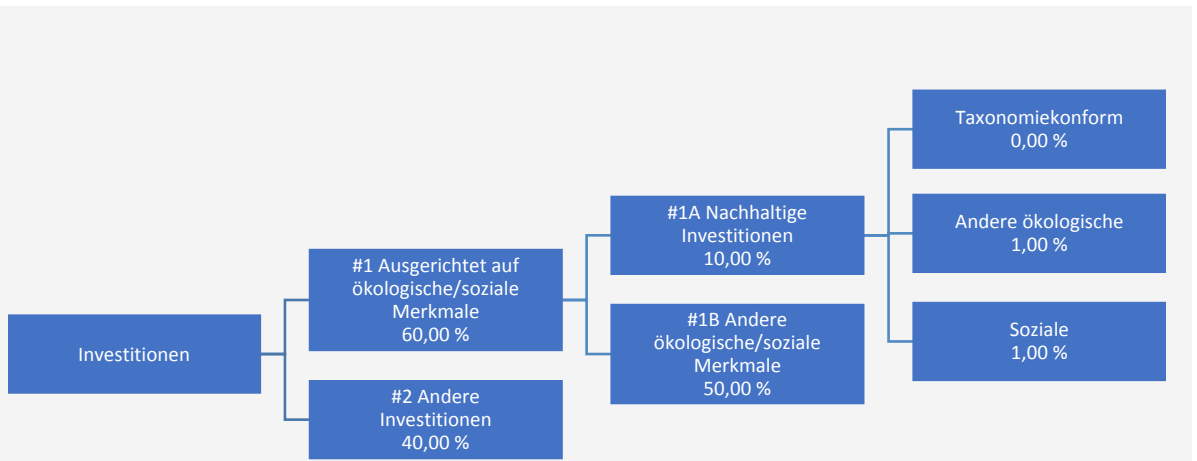 Investitionen
#1 Ausgerichtet auf
ökologische/soziale
Merkmale
60,00 %
#2 Andere
Investitionen
40,00 %
#1A Nachhaltige
Investitionen
10,00 %
#1B Andere
ökologische/soziale
Merkmale
50,00 %
Taxonomiekonform
0,00 %
Andere ökologische
1,00 %
Soziale
1,00 %